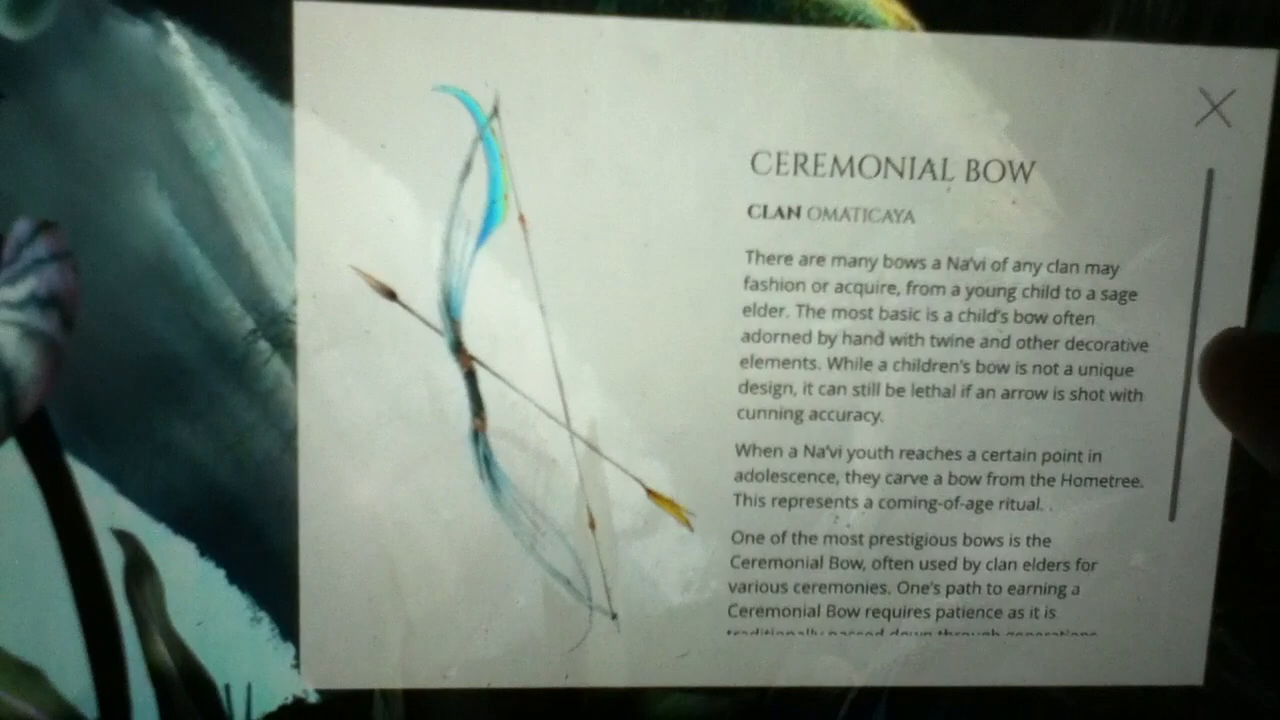 CEREMONIAL BOW
CLAN OMATICAYA
There are many bows a Na'vi of any clan may
fashion or acquire, from a young child to a sage
elder. The most basic is a child's bow often
adorned by hand with twine and other decorative
elements. While a children's bow is not a unique
design, it can still be lethal if an arrow is shot with
cunning accuracy.
When a Na'vi youth reaches a certain point in
adolescence, they carve a bow from the Hometree.
This represents a coming-of-age ritual.
One of the most prestigious bows is the
Ceremonial Bow, often used by clan elders for
various ceremonies. One's path to earning a
Ceremonial Bow requires patience as it is
traditionally passed down through generations